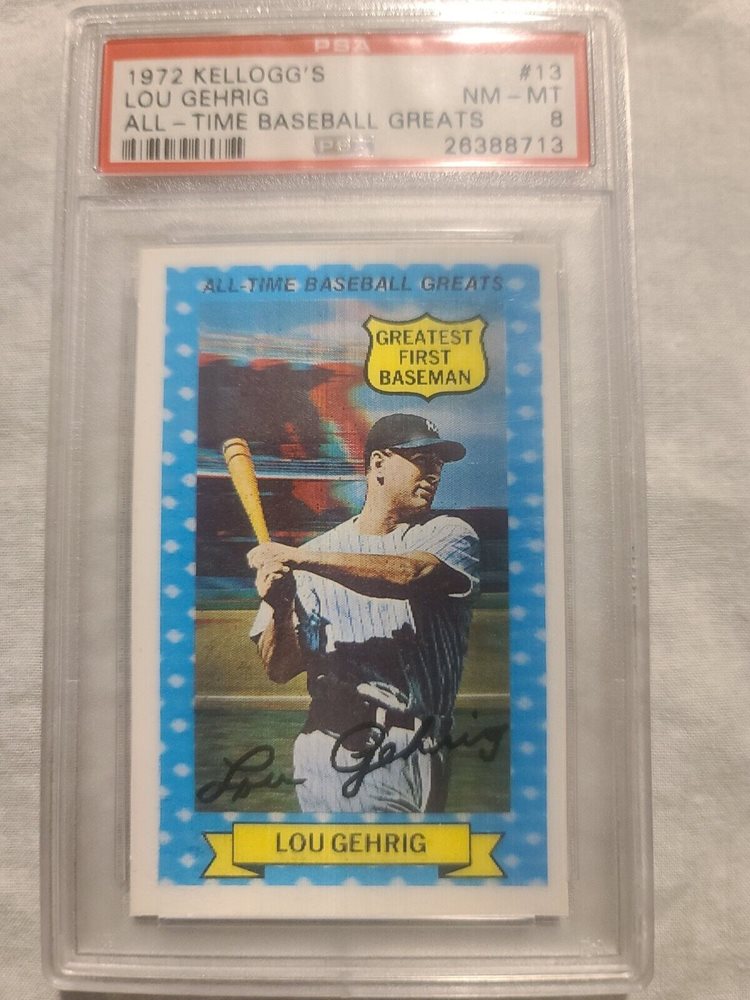 PSA
1972 KELLOGG'S #13
LOU GEHRIG NM - MT
ALL - TIME BASEBALL GREATS 8
PSA 26388713
ALL-TIME BASEBALL GREATS
GREATEST
FIRST
BASEMAN
Lou Gehrig
LOU GEHRIG